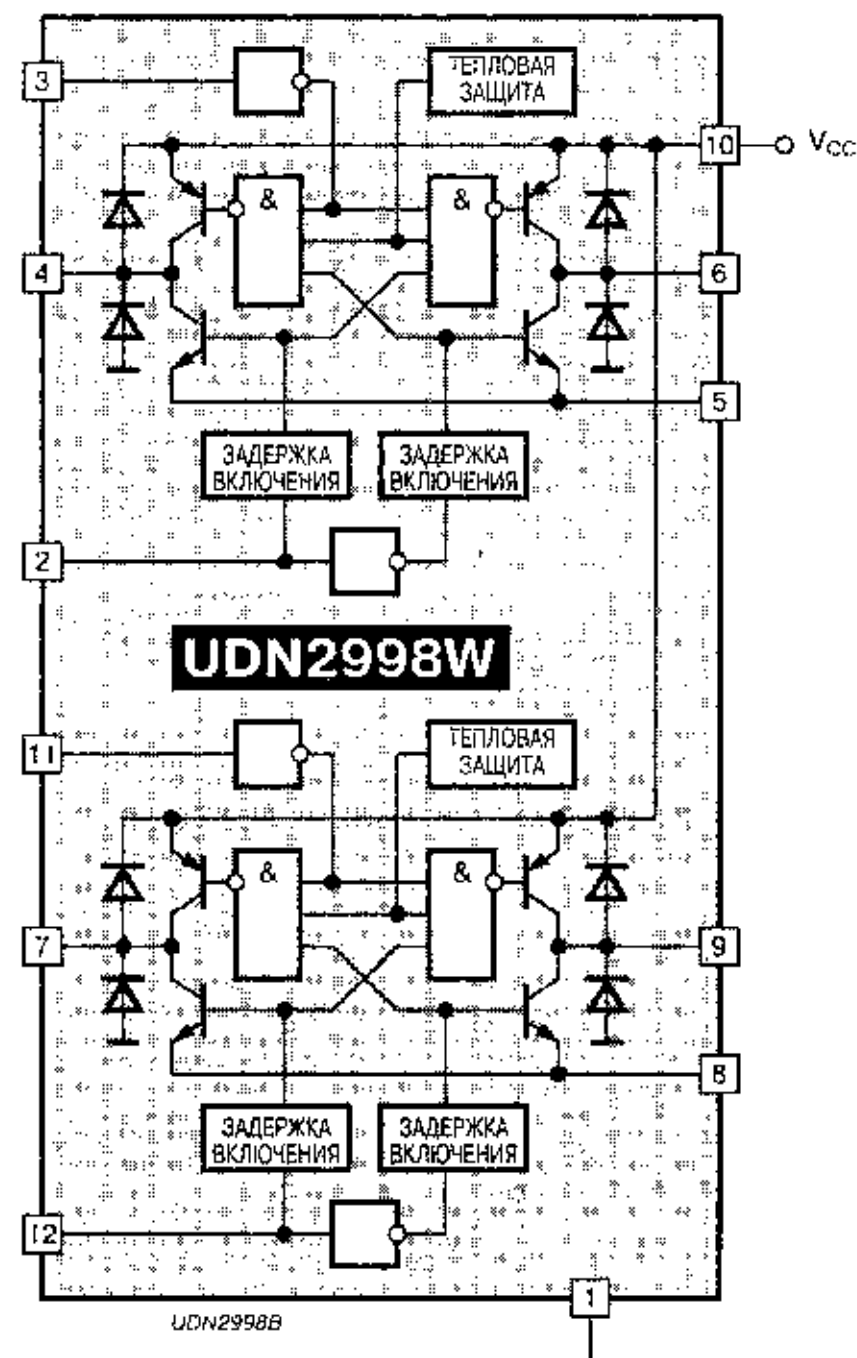 3
ТЕПЛОВАЯ
ЗАЩИТА
10
VCC
&
&
4
6
5
ЗАДЕРЖКА
ВКЛЮЧЕНИЯ
ЗАДЕРЖКА
ВКЛЮЧЕНИЯ
2
UDN2998W
11
ТЕПЛОВАЯ
ЗАЩИТА
&
&
7
9
8
ЗАДЕРЖКА
ВКЛЮЧЕНИЯ
ЗАДЕРЖКА
ВКЛЮЧЕНИЯ
12
1
UDN2998B